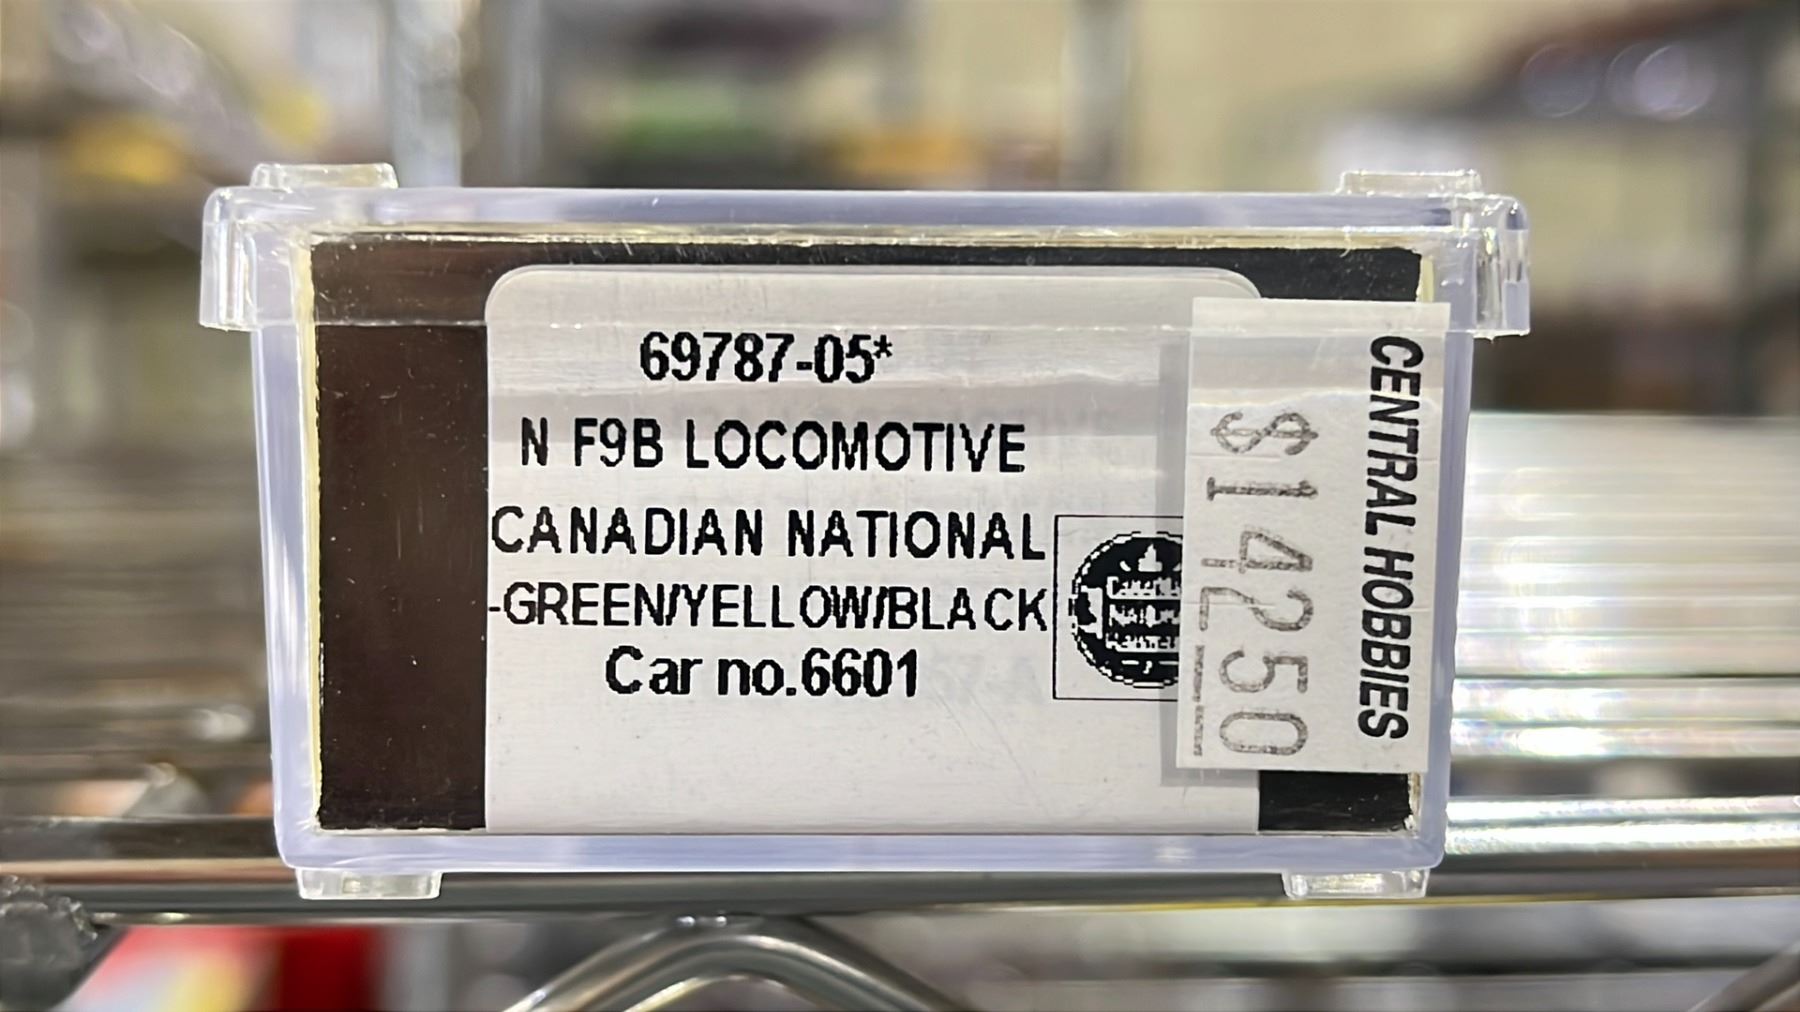 69787-05*
N F9B LOCOMOTIVE
CANADIAN NATIONAL
-GREEN/YELLOW/BLACK
Car no.6601
CENTRAL HOBBIES
$14250